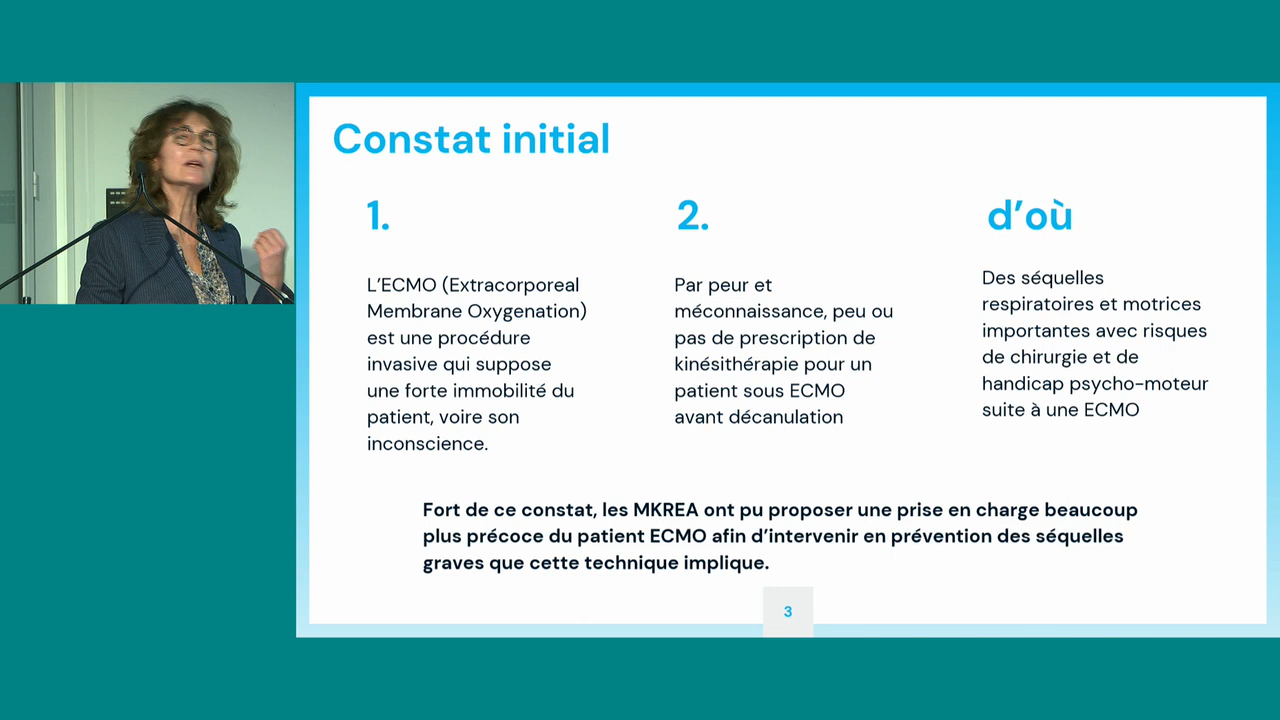 Constat initial
1.
L’ECMO (Extracorporeal
Membrane Oxygenation)
est une procédure
invasive qui suppose
une forte immobilité du
patient, voire son
inconscience.
2.
Par peur et
méconnaissance, peu ou
pas de prescription de
kinésithérapie pour un
patient sous ECMO
avant décanulation
d’où
Des séquelles
respiratoires et motrices
importantes avec risques
de chirurgie et de
handicap psycho-moteur
suite à une ECMO
Fort de ce constat, les MKREA ont pu proposer une prise en charge beaucoup
plus précoce du patient ECMO afin d’intervenir en prévention des séquelles
graves que cette technique implique.
3